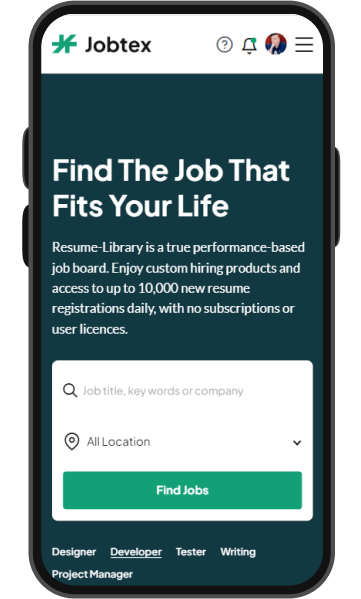 Jobtex
Find The Job That
Fits Your Life
Resume-Library is a true performance-based
job board. Enjoy custom hiring products and
access to up to 10,000 new resume
registrations daily, with no subscriptions or
user licences.
Job title, key words or company
All Location
Find Jobs
Designer Developer Tester Writing
Project Manager